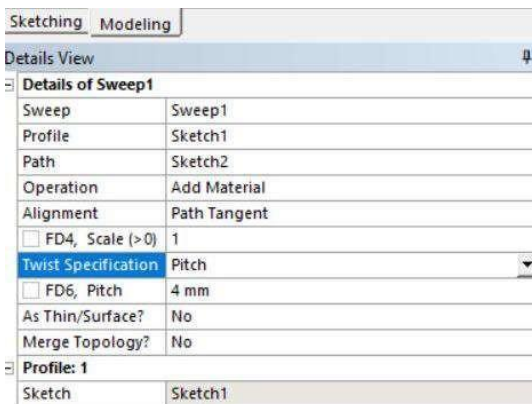 Sketching Modeling
Details View
Details of Sweep1
Sweep Sweep1
Profile Sketch1
Path Sketch2
Operation Add Material
Alignment Path Tangent
FD4, Scale (>0) 1
Twist Specification Pitch
FD6, Pitch 4 mm
As Thin/Surface? No
Merge Topology? No
Profile: 1
Sketch Sketch1